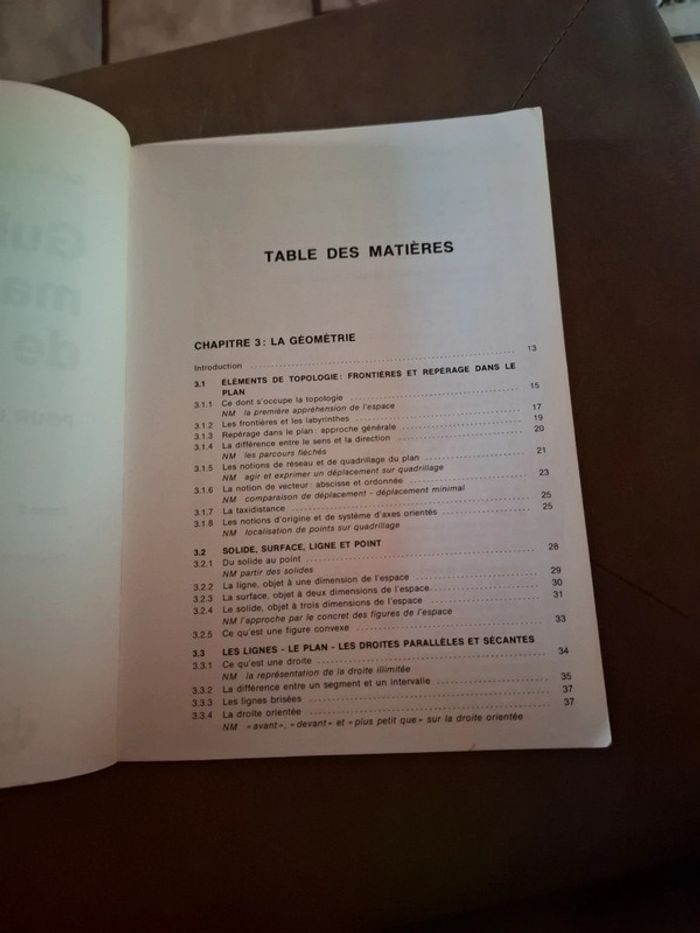 TABLE DES MATIÈRES
CHAPITRE 3: LA GÉOMÉTRIE
Introduction 13
3.1 ÉLÉMENTS DE TOPOLOGIE: FRONTIÈRES ET REPÉRAGE DANS LE
PLAN
3.1.1 Ce dont s'occupe la topologie 15
NM la première appréhension de l'espace
3.1.2 Les frontières et les labyrinthes 17
3.1.3 Repérage dans le plan: approche générale 19
3.1.4 La différence entre le sens et la direction 20
NM les parcours fléchés
3.1.5 Les notions de réseau et de quadrillage du plan 21
NM agir et exprimer un déplacement sur quadrillage
3.1.6 La notion de vecteur: abscisse et ordonnée 23
NM comparaison de déplacement - déplacement minimal
3.1.7 La taxidistance 25
3.1.8 Les notions d'origine et de système d'axes orientés 25
NM localisation de points sur quadrillage
3.2 SOLIDE, SURFACE, LIGNE ET POINT
3.2.1 Du solide au point 28
NM partir des solides
3.2.2 La ligne, objet à une dimension de l'espace 29
3.2.3 La surface, objet à deux dimensions de l'espace 30
3.2.4 Le solide, objet à trois dimensions de l'espace 31
NM l'approche par le concret des figures de l'espace
3.2.5 Ce qu'est une figure convexe 33
3.3 LES LIGNES - LE PLAN - LES DROITES PARALLÈLES ET SÉCANTES
3.3.1 Ce qu'est une droite 34
NM la représentation de la droite illimitée
3.3.2 La différence entre un segment et un intervalle 35
3.3.3 Les lignes brisées 37
3.3.4 La droite orientée 37
NM «avant», «devant» et «plus petit que» sur la droite orientée